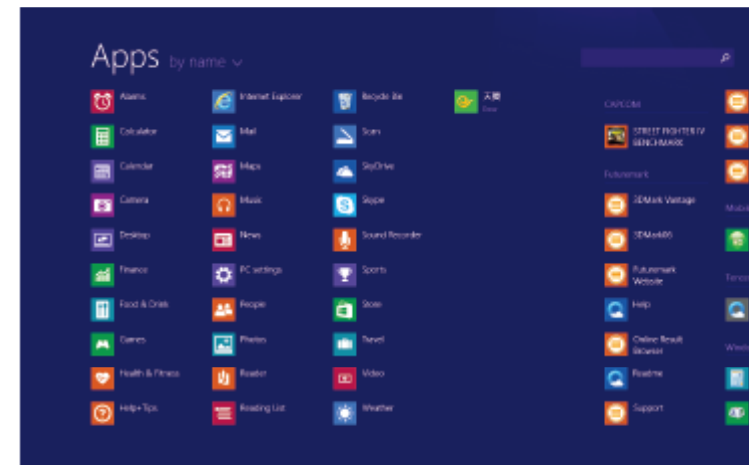 Apps by name
Alarms
Calculator
Calendar
Camera
Desktop
Finance
Food & Drink
Games
Health & Fitness
Help+Tips
Internet Explorer
Mail
Maps
Music
News
PC settings
People
Photos
Reader
Reading List
Recycle Bin
Scan
SkyDrive
Skype
Sound Recorder
Sports
Store
Travel
Video
Weather
天猫
CAPCOM
STREET FIGHTER IV
BENCHMARK
Futuremark
3DMark Vantage
3DMark06
Futuremark
Website
Help
Online Result
Browser
Readme
Support